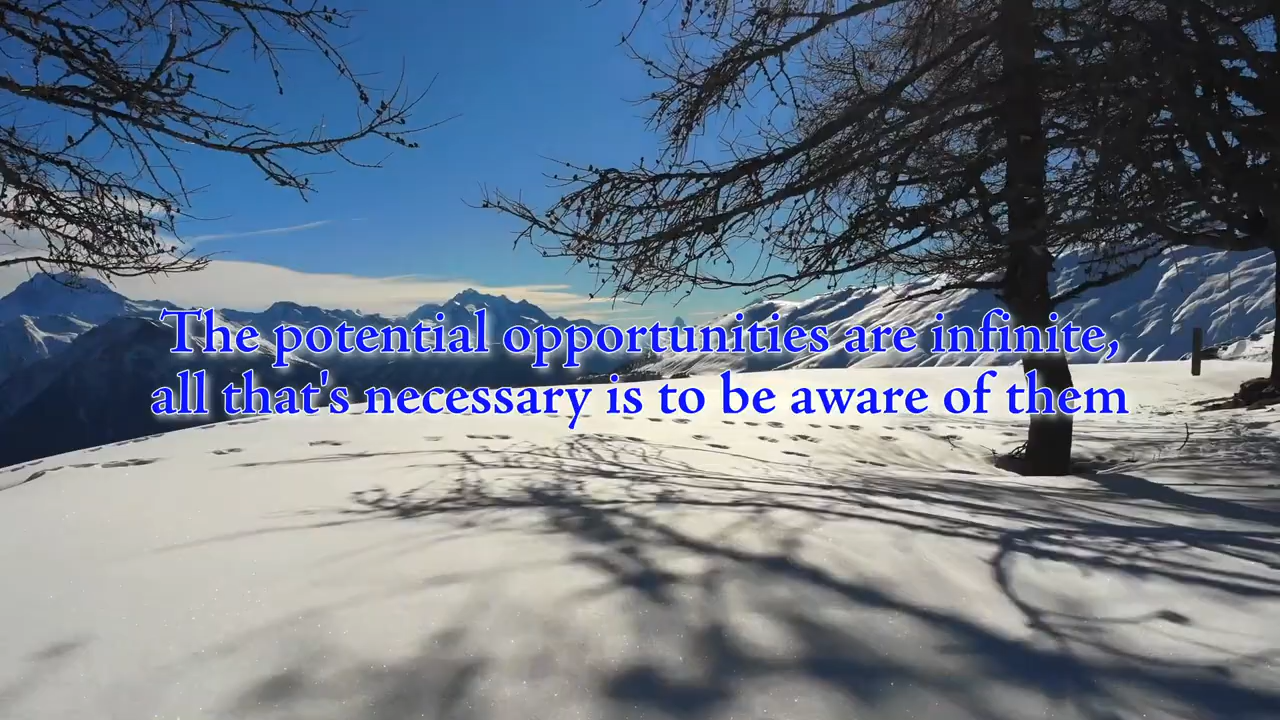 The potential opportunities are infinite,
all that's necessary is to be aware of them